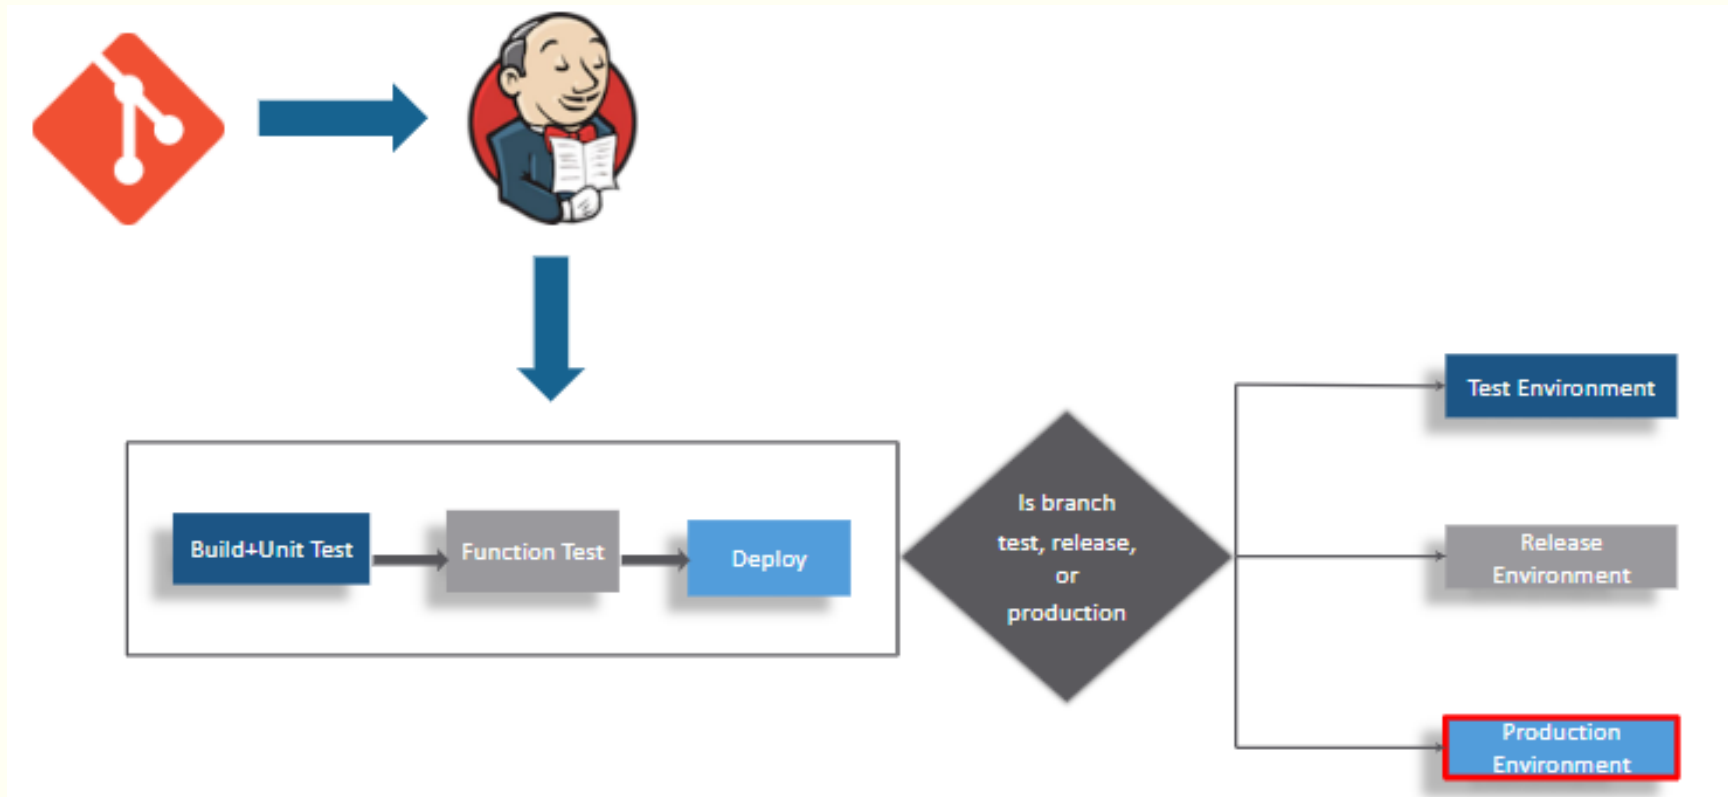 Build+Unit Test
Function Test
Deploy
Is branch
test, release,
or
production
Test Environment
Release
Environment
Production
Environment